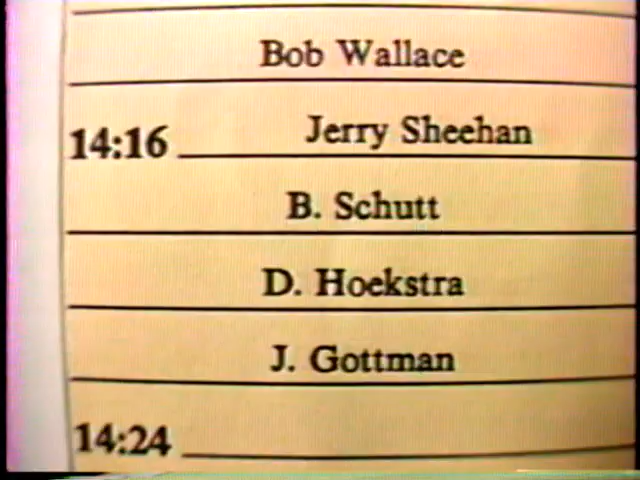 Bob Wallace
14:16 Jerry Sheehan
B. Schutt
D. Hoekstra
J. Gottman
14:24